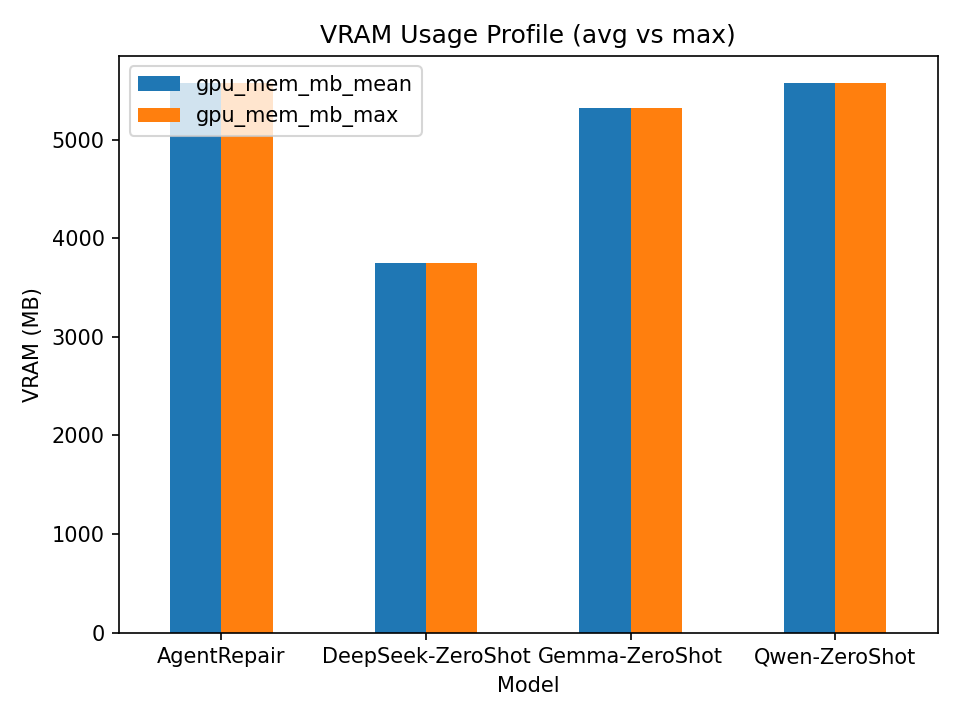 VRAM Usage Profile (avg vs max)
gpu_mem_mb_mean
gpu_mem_mb_max
VRAM (MB)
5000
4000
3000
2000
1000
0
AgentRepair DeepSeek-ZeroShot Gemma-ZeroShot Qwen-ZeroShot
Model